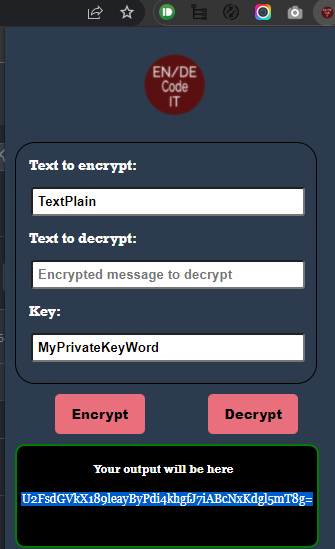 EN/DE
Code
IT
Text to encrypt:
TextPlain
Text to decrypt:
Encrypted message to decrypt
Key:
MyPrivateKeyWord
Encrypt
Decrypt
Your output will be here
U2FsdGVkX189leayByPdi4khgfJ7iABcNxKdgl5mT8g=